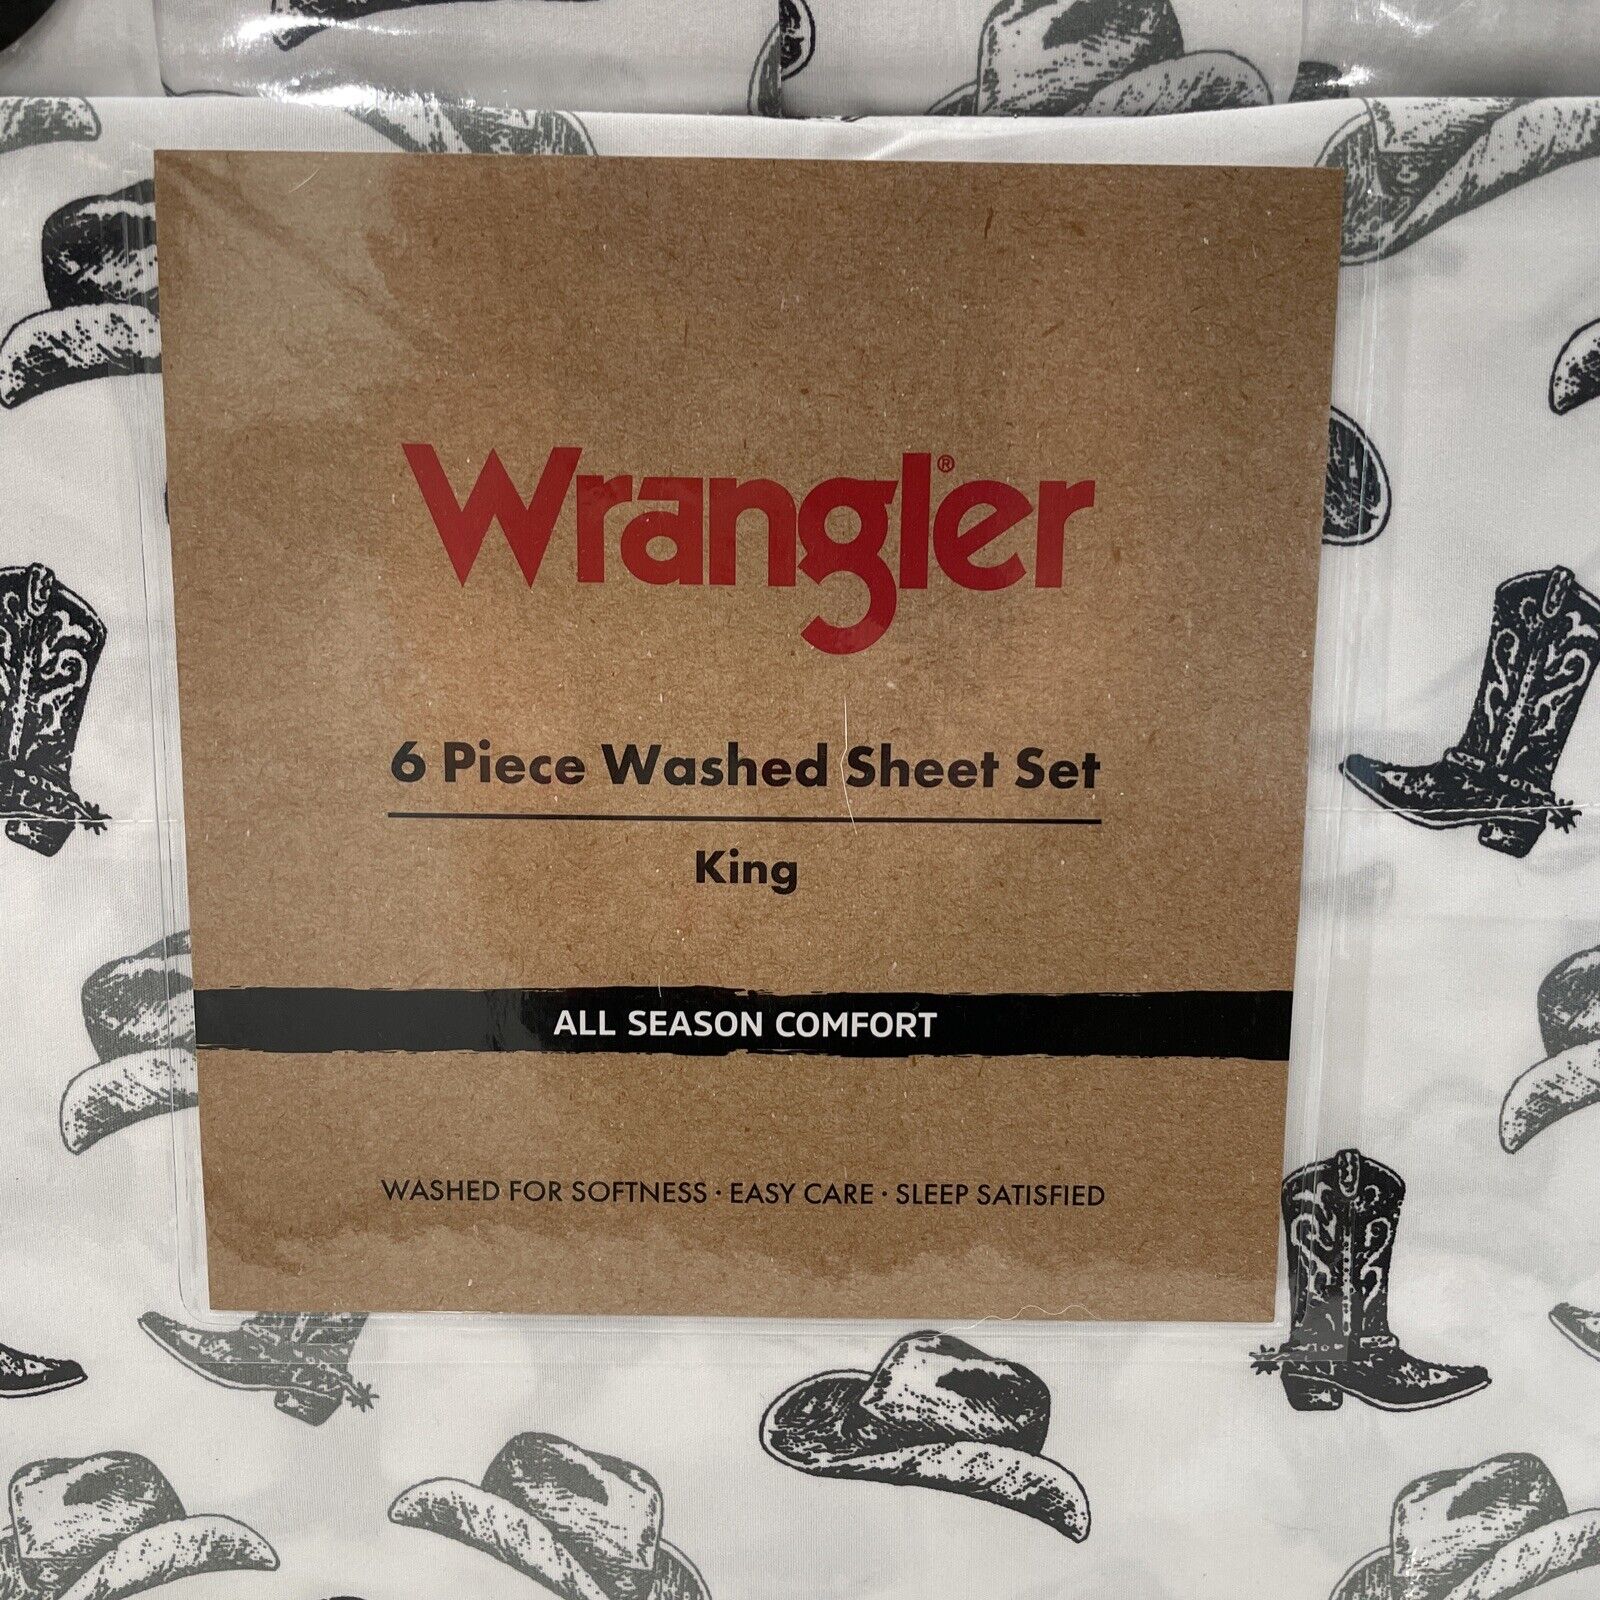 Wrangler®
6 Piece Washed Sheet Set
King
ALL SEASON COMFORT
WASHED FOR SOFTNESS · EASY CARE · SLEEP SATISFIED